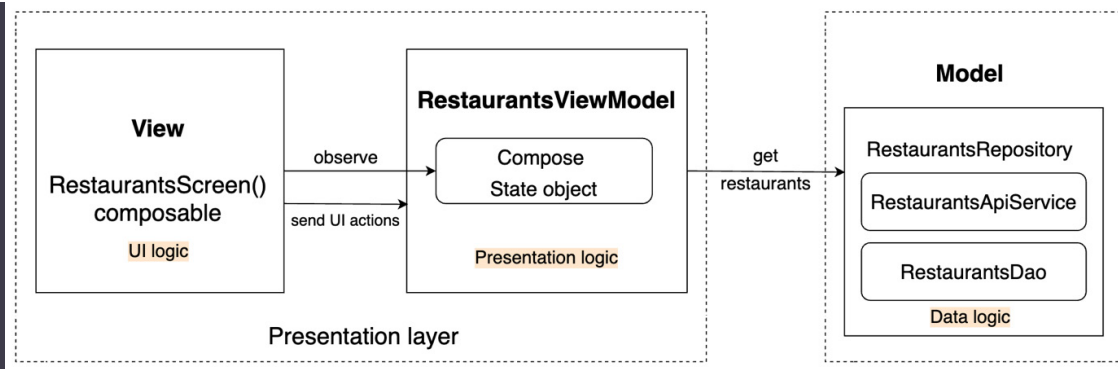 View
RestaurantsScreen()
composable
UI logic
observe
send UI actions
RestaurantsViewModel
Compose
State object
Presentation logic
Presentation layer
get
restaurants
Model
RestaurantsRepository
RestaurantsApiService
RestaurantsDao
Data logic